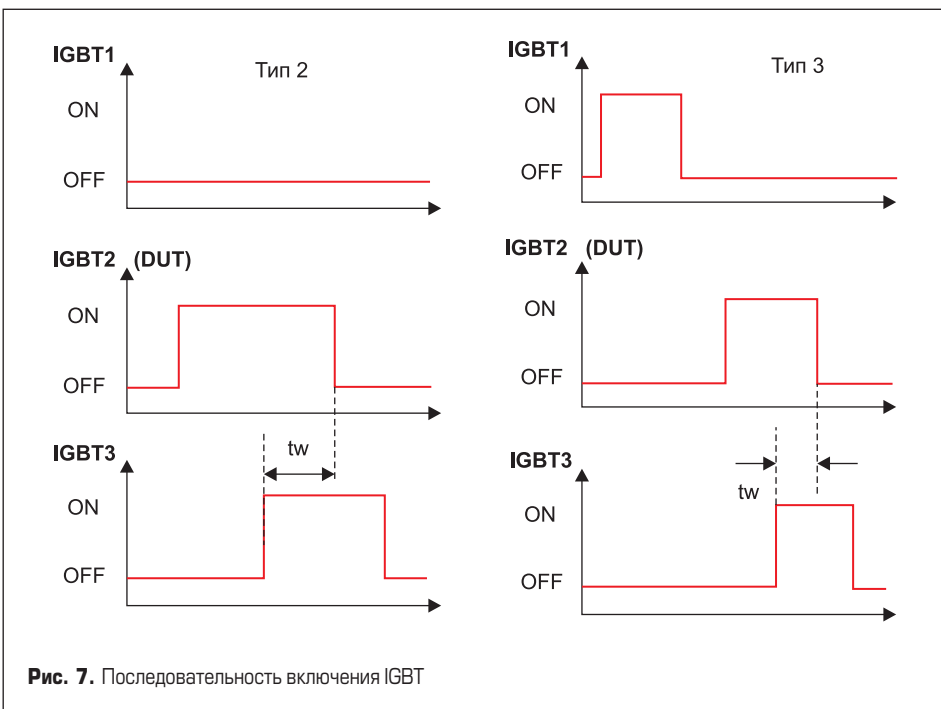 IGBT1
Тип 2
ON
OFF
IGBT2 (DUT)
ON
OFF
IGBT3
tw
ON
OFF
IGBT1
Тип 3
ON
OFF
IGBT2 (DUT)
ON
OFF
IGBT3
tw
ON
OFF
Рис. 7. Последовательность включения IGBT